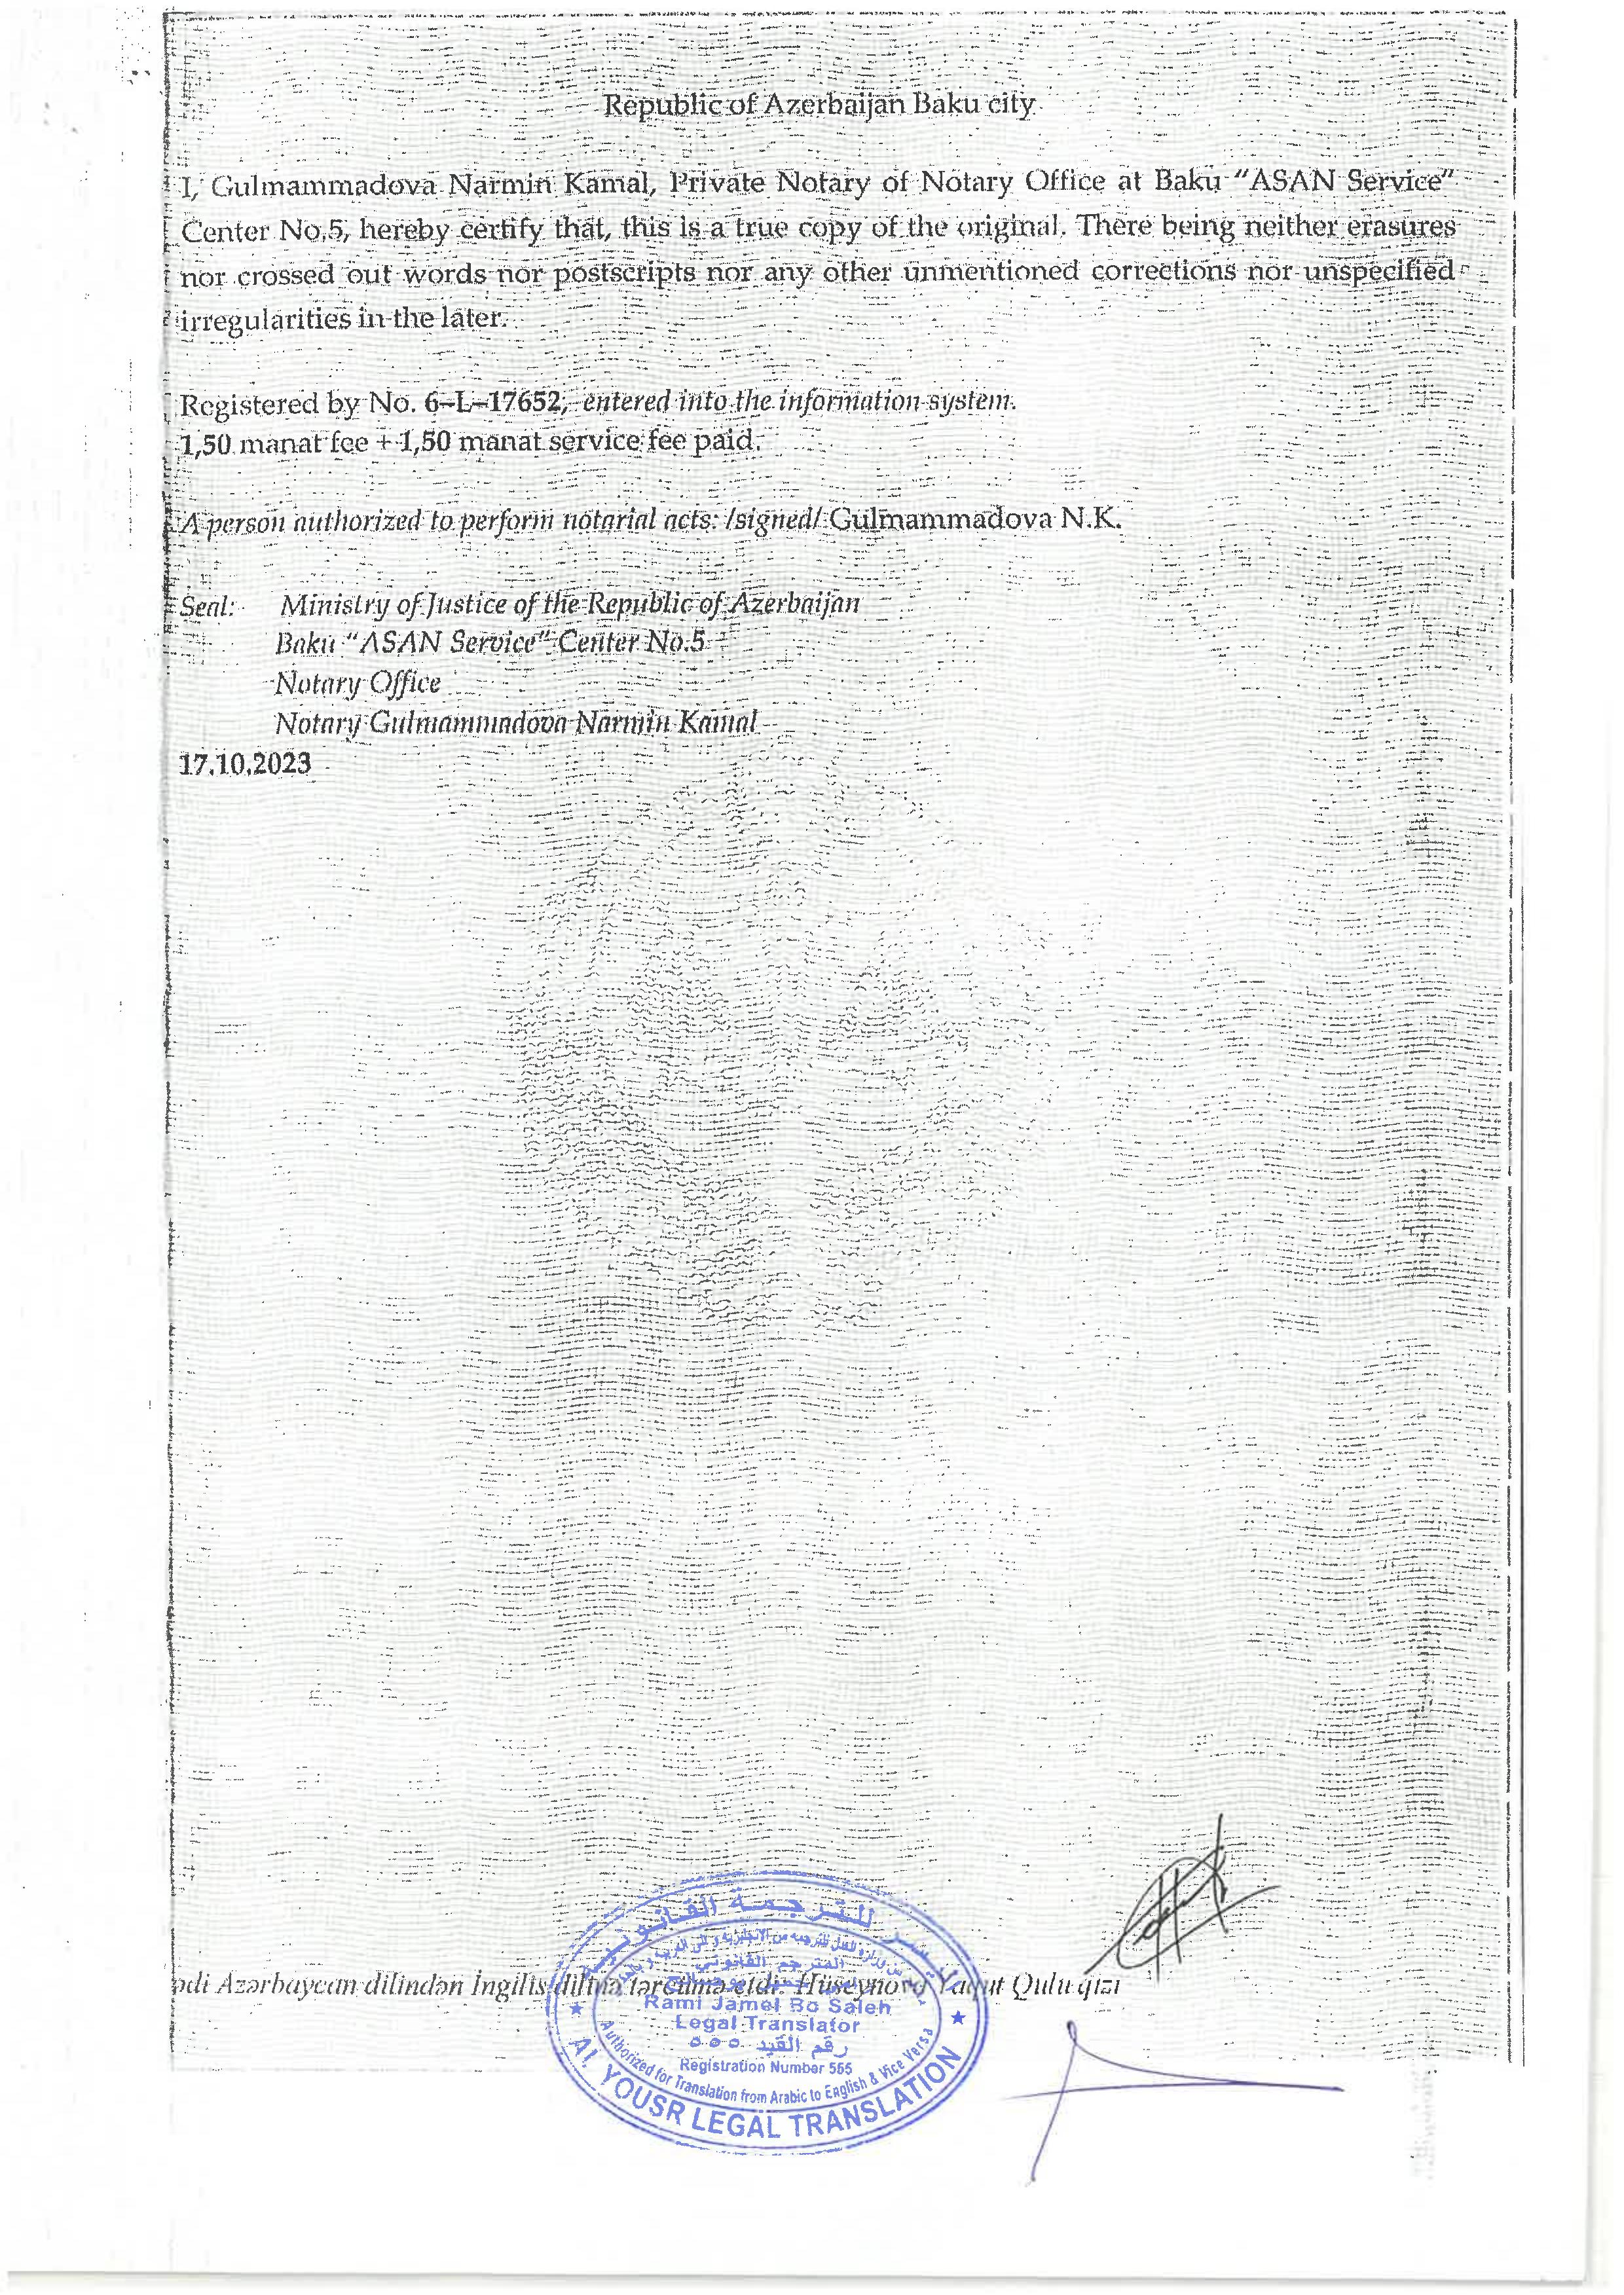 Republic of Azerbaijan Baku city
I, Gulmammadova Narmin Kamal, Private Notary of Notary Office at Baku "ASAN Service"
Center No.5, hereby certify that, this is a true copy of the original. There being neither erasures
nor crossed out words nor postscripts nor any other unmentioned corrections nor unspecified
irregularities in the later.
Registered by No. 6-L-17652, entered into the information system.
1,50 manat fee + 1,50 manat service fee paid.
A person authorized to perform notarial acts: /signed/ Gulmammadova N.K.
Seal: Ministry of Justice of the Republic of Azerbaijan
Baku "ASAN Service" Center No.5
Notary Office
Notary Gulmammadova Narmin Kamal
17.10.2023
للترجمة القانونية
المترجم القانوني
ədi Azərbaycan dilindən İngilis dilinə tərcümə etdi: Hüseynova Yaqut Qulu qızı
Rami Jamel Bo Saleh
Legal Translator
رقم القيد ٥٥٥
Registration Number 555
Authorized for Translation from Arabic to English & Vice Versa
AL YOUSR LEGAL TRANSLATION